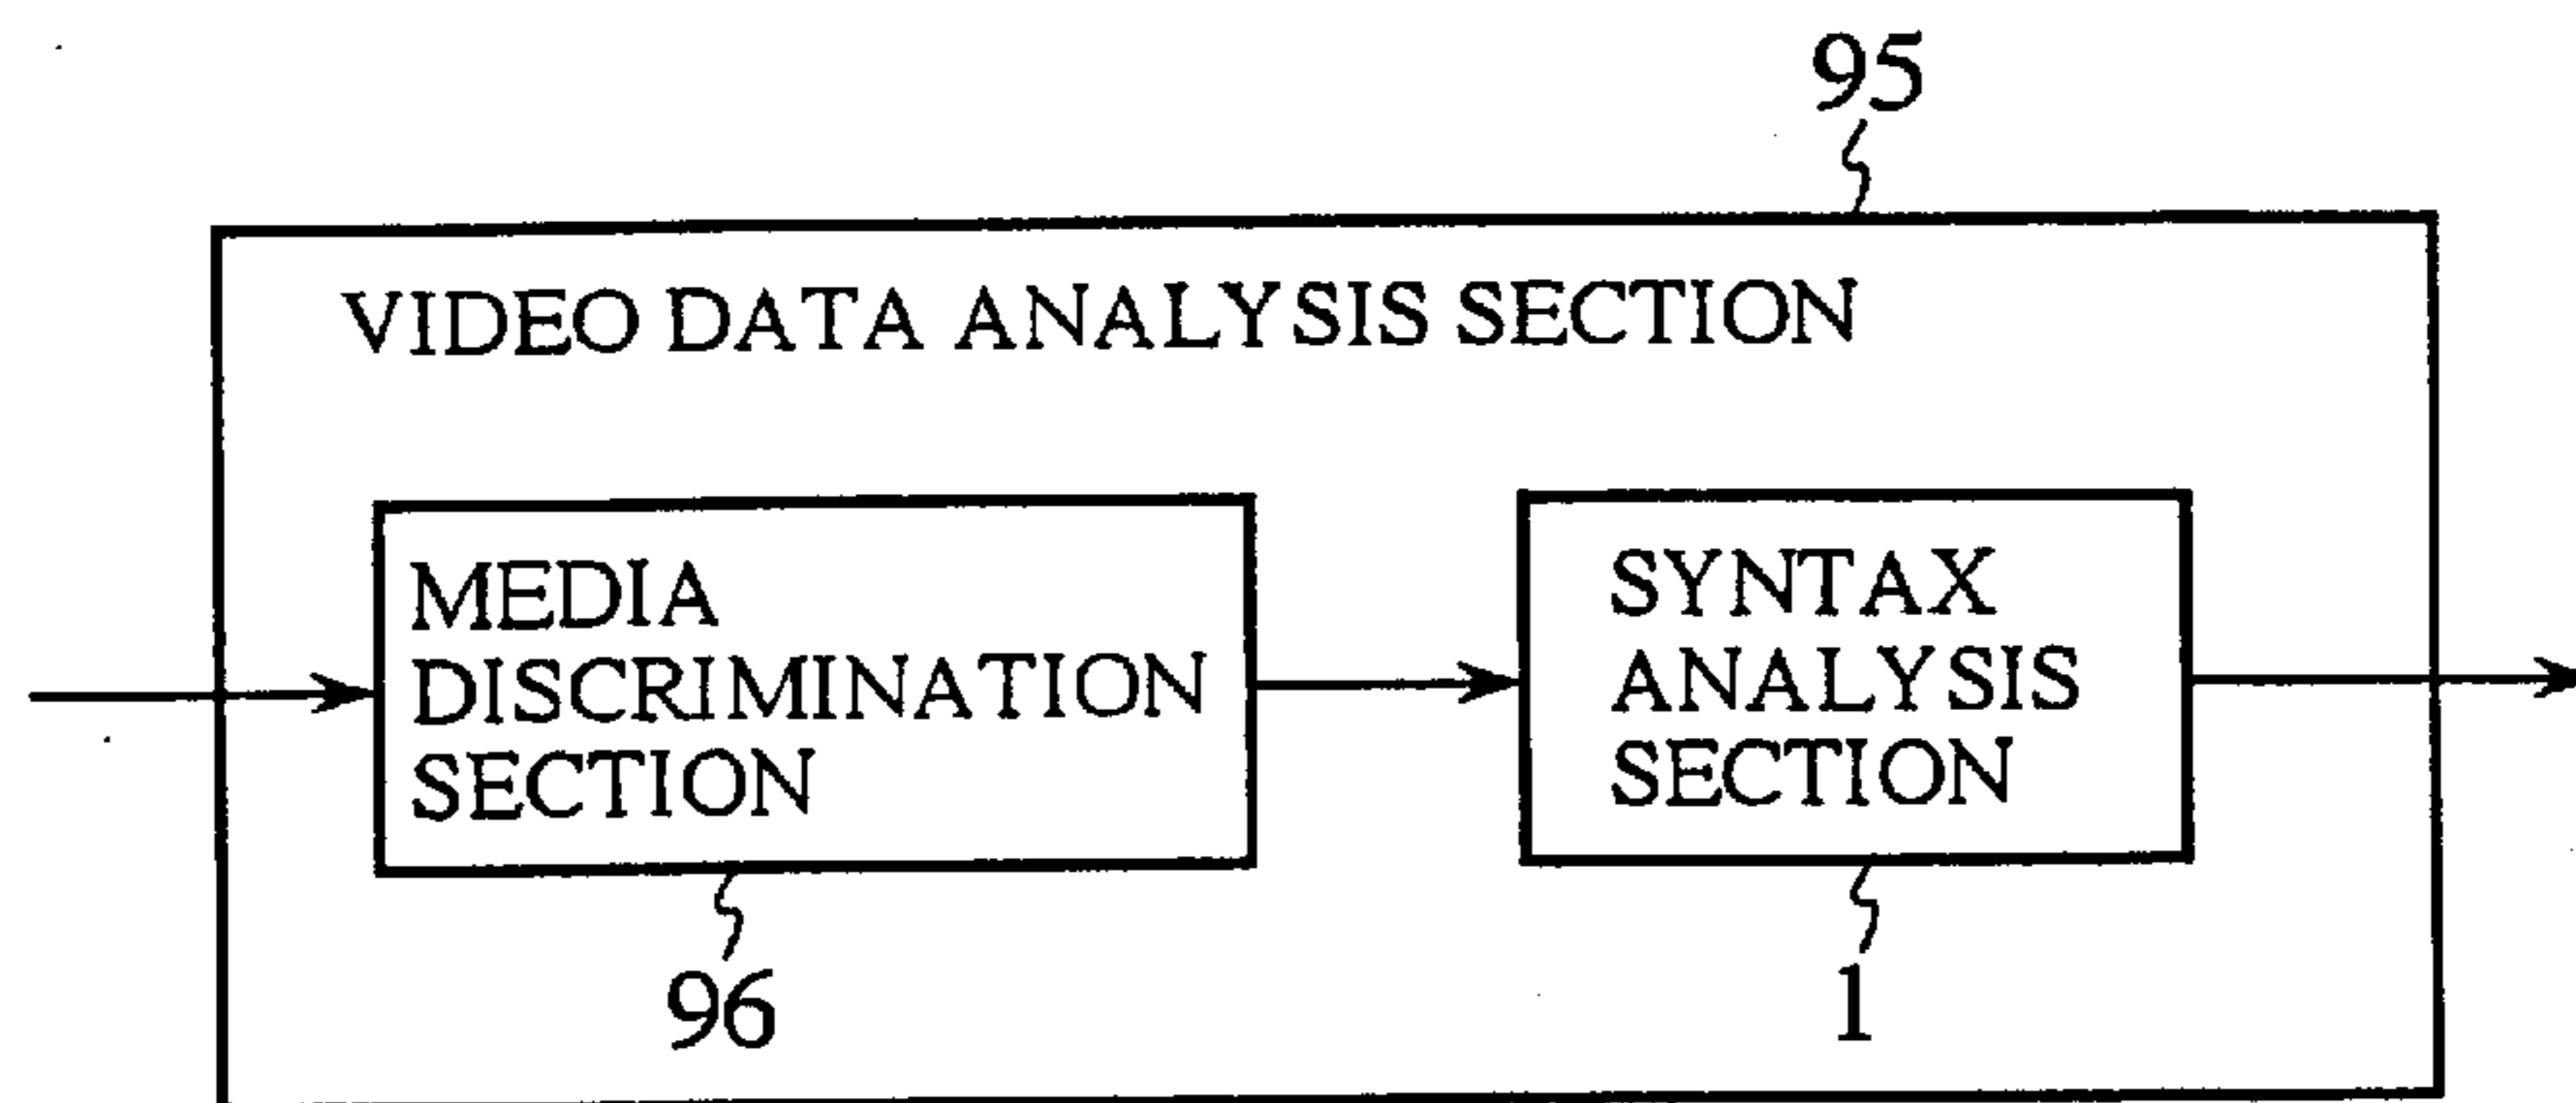 95
VIDEO DATA ANALYSIS SECTION
MEDIA
DISCRIMINATION
SECTION
SYNTAX
ANALYSIS
SECTION
96
1